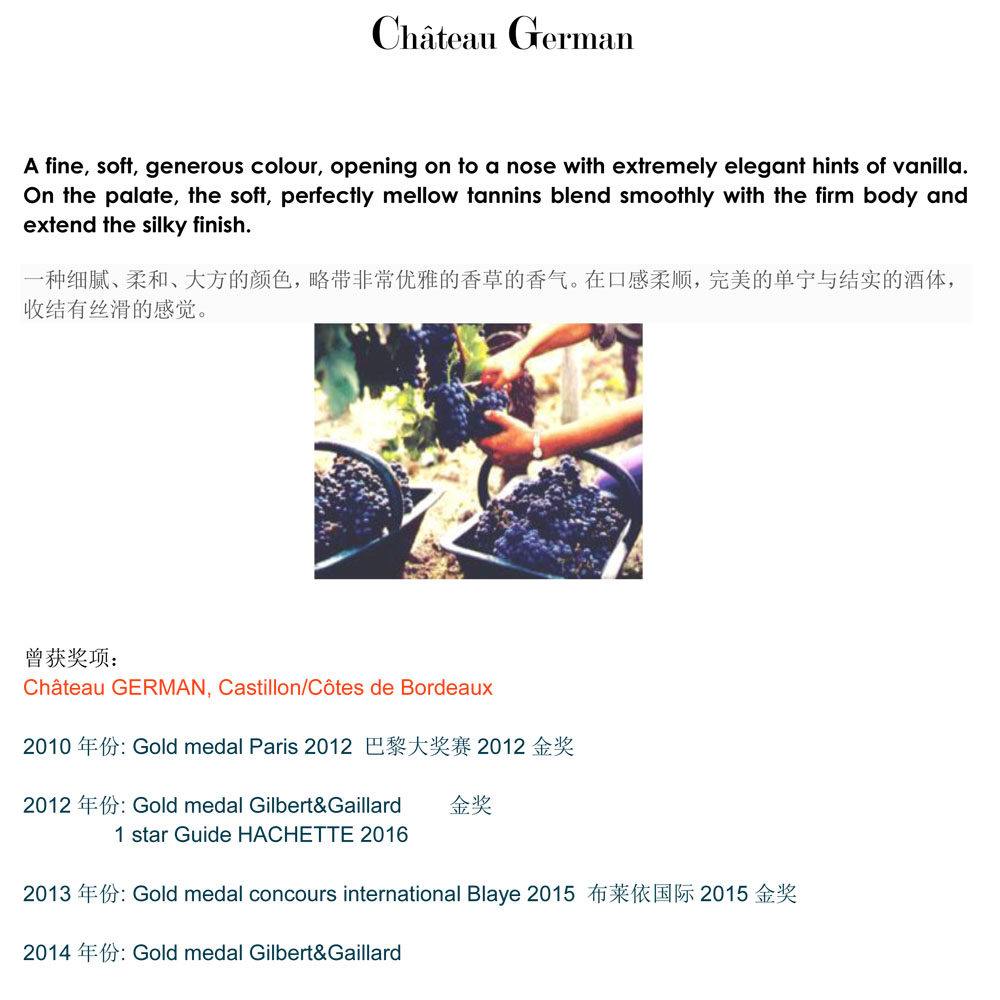 Château German
A fine, soft, generous colour, opening on to a nose with extremely elegant hints of vanilla.
On the palate, the soft, perfectly mellow tannins blend smoothly with the firm body and
extend the silky finish.
一种细腻、柔和、大方的颜色，略带非常优雅的香草的香气。在口感柔顺，完美的单宁与结实的酒体，
收结有丝滑的感觉。
曾获奖项：
Château GERMAN, Castillon/Côtes de Bordeaux
2010 年份: Gold medal Paris 2012 巴黎大奖赛 2012 金奖
2012 年份: Gold medal Gilbert&Gaillard 金奖
1 star Guide HACHETTE 2016
2013 年份: Gold medal concours international Blaye 2015 布莱依国际 2015 金奖
2014 年份: Gold medal Gilbert&Gaillard